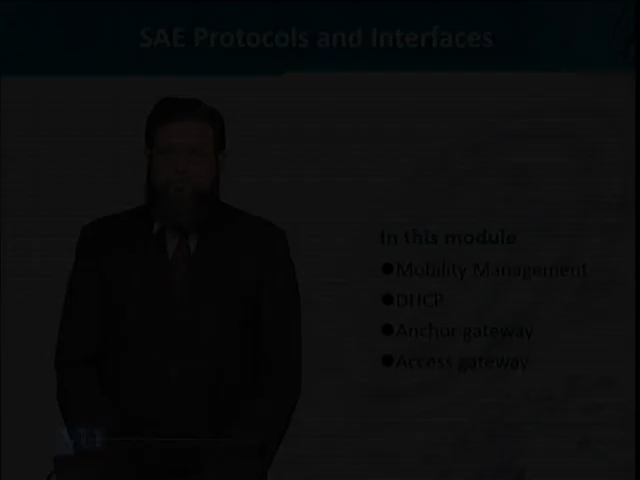 SAE Protocols and Interfaces
In this module
●Mobility Management
●DHCP
●Anchor gateway
●Access gateway